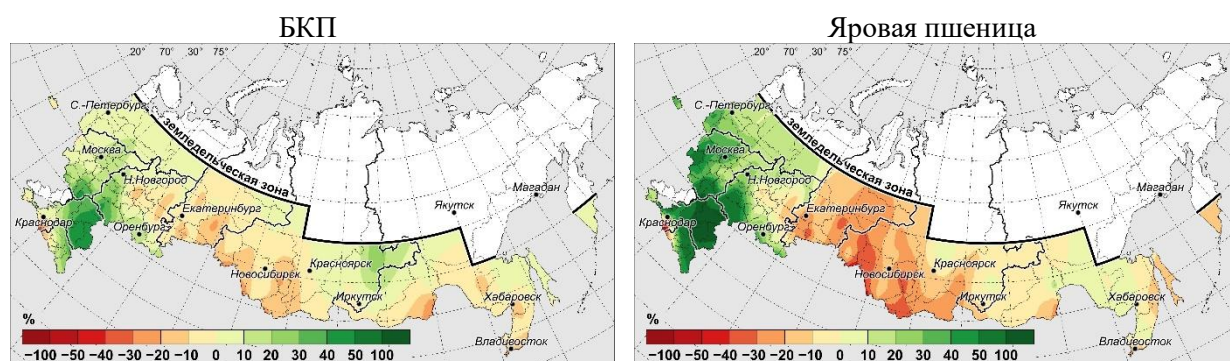 БКП
20° 70° 30° 75°
С.-Петербург
земледельческая зона
Москва
Н.Новгород
Магадан
Екатеринбург
Якутск
Краснодар
Оренбург
Новосибирск
Красноярск
Иркутск
Хабаровск
Владивосток
%
−100 −50 −40 −30 −20 −10 0 10 20 30 40 50 100
Яровая пшеница
20° 70° 30° 75°
С.-Петербург
земледельческая зона
Москва
Н.Новгород
Магадан
Екатеринбург
Якутск
Краснодар
Оренбург
Новосибирск
Красноярск
Иркутск
Хабаровск
Владивосток
%
−100 −50 −40 −30 −20 −10 0 10 20 30 40 50 100